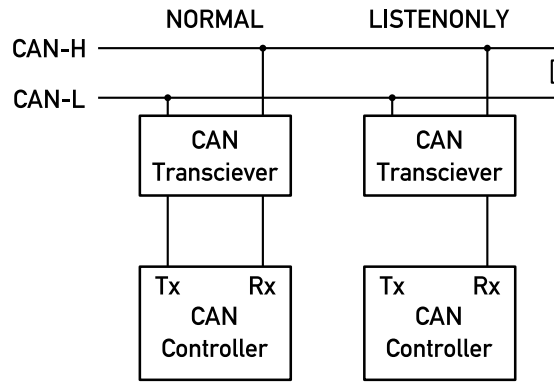 NORMAL
LISTENONLY
CAN-H
CAN-L
CAN
Transciever
CAN
Transciever
Tx
Rx
CAN
Controller
Tx
Rx
CAN
Controller